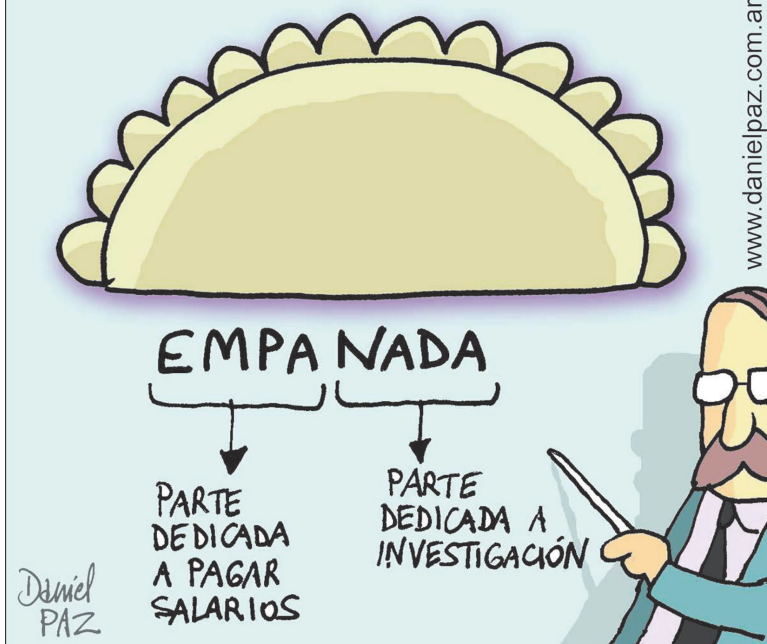 www.danielpaz.com.ar
EMPA NADA
PARTE
DEDICADA
A PAGAR
SALARIOS
PARTE
DEDICADA A
INVESTIGACIÓN
Daniel
PAZ